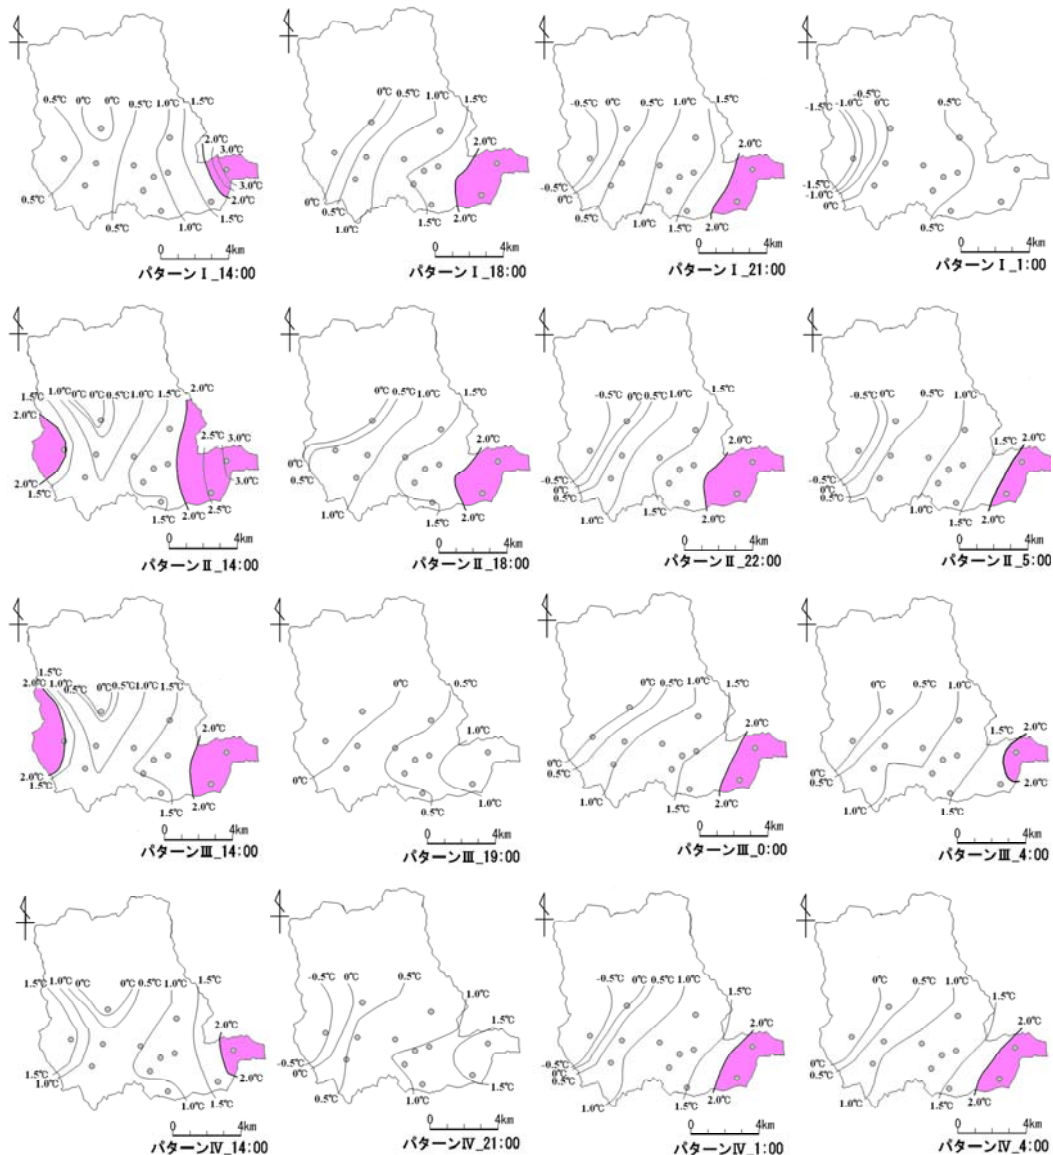 0.5℃ 0℃ 0℃ 0.5℃ 1.0℃ 1.5℃
2.0℃
3.0℃
3.0℃
2.0℃
0.5℃ 0.5℃ 1.0℃ 1.5℃
0 4km
パターンⅠ_14:00
0℃ 0.5℃ 1.0℃ 1.5℃
2.0℃
0℃ 0.5℃ 1.0℃ 1.5℃ 2.0℃
0 4km
パターンⅠ_18:00
-0.5℃ 0℃ 0.5℃ 1.0℃ 1.5℃
2.0℃
-0.5℃ 0℃ 0.5℃ 1.0℃ 1.5℃ 2.0℃
0 4km
パターンⅠ_21:00
-0.5℃
-1.5℃ -1.0℃ 0℃ 0.5℃
-1.5℃
-1.0℃
0℃ 0.5℃
0 4km
パターンⅠ_1:00
1.5℃ 1.0℃ 0℃ 0℃ 0.5℃ 1.0℃ 1.5℃ 2.0℃
2.0℃
2.5℃ 3.0℃
3.0℃
2.0℃
1.5℃ 1.5℃ 2.0℃ 2.5℃
0 4km
パターンⅡ_14:00
0℃ 0.5℃ 1.0℃ 1.5℃
2.0℃
0℃
0.5℃
1.0℃ 1.5℃ 2.0℃
0 4km
パターンⅡ_18:00
-0.5℃ 0℃ 0.5℃ 1.0℃ 1.5℃
2.0℃
-0.5℃
0℃
0.5℃
1.0℃ 1.5℃ 2.0℃
0 4km
パターンⅡ_22:00
-0.5℃ 0℃ 0.5℃ 1.0℃
1.5℃ 2.0℃
-0.5℃
0℃
0.5℃ 1.0℃ 1.5℃ 2.0℃
0 4km
パターンⅡ_5:00
1.5℃
2.0℃ 1.0℃ 0.5℃ 0℃ 0.5℃ 1.0℃ 1.5℃
2.0℃
2.0℃
1.5℃ 1.5℃ 2.0℃
0 4km
パターンⅢ_14:00
0℃ 0.5℃
1.0℃
0℃
0.5℃ 1.0℃
0 4km
パターンⅢ_19:00
0℃ 0.5℃ 1.0℃ 1.5℃
2.0℃
0℃
0.5℃
1.0℃ 1.5℃ 2.0℃
0 4km
パターンⅢ_0:00
0℃ 0.5℃ 1.0℃
1.5℃ 2.0℃
0℃
0.5℃ 2.0℃
1.0℃ 1.5℃
0 4km
パターンⅢ_4:00
1.5℃ 1.0℃ 0℃ 0℃ 0.5℃ 1.0℃ 1.5℃
2.0℃
1.5℃
1.0℃ 2.0℃
1.0℃ 1.5℃
0 4km
パターンⅣ_14:00
-0.5℃ 0℃ 0.5℃
1.0℃
1.5℃
-0.5℃
0℃
0.5℃ 1.0℃ 1.5℃
0 4km
パターンⅣ_21:00
-0.5℃ 0℃ 0.5℃ 1.0℃
1.5℃
2.0℃
-0.5℃
0℃
0.5℃
1.0℃ 1.5℃ 2.0℃
0 4km
パターンⅣ_1:00
0℃ 0.5℃ 1.0℃
1.5℃
2.0℃
0℃
0.5℃
1.0℃ 1.5℃ 2.0℃
0 4km
パターンⅣ_4:00